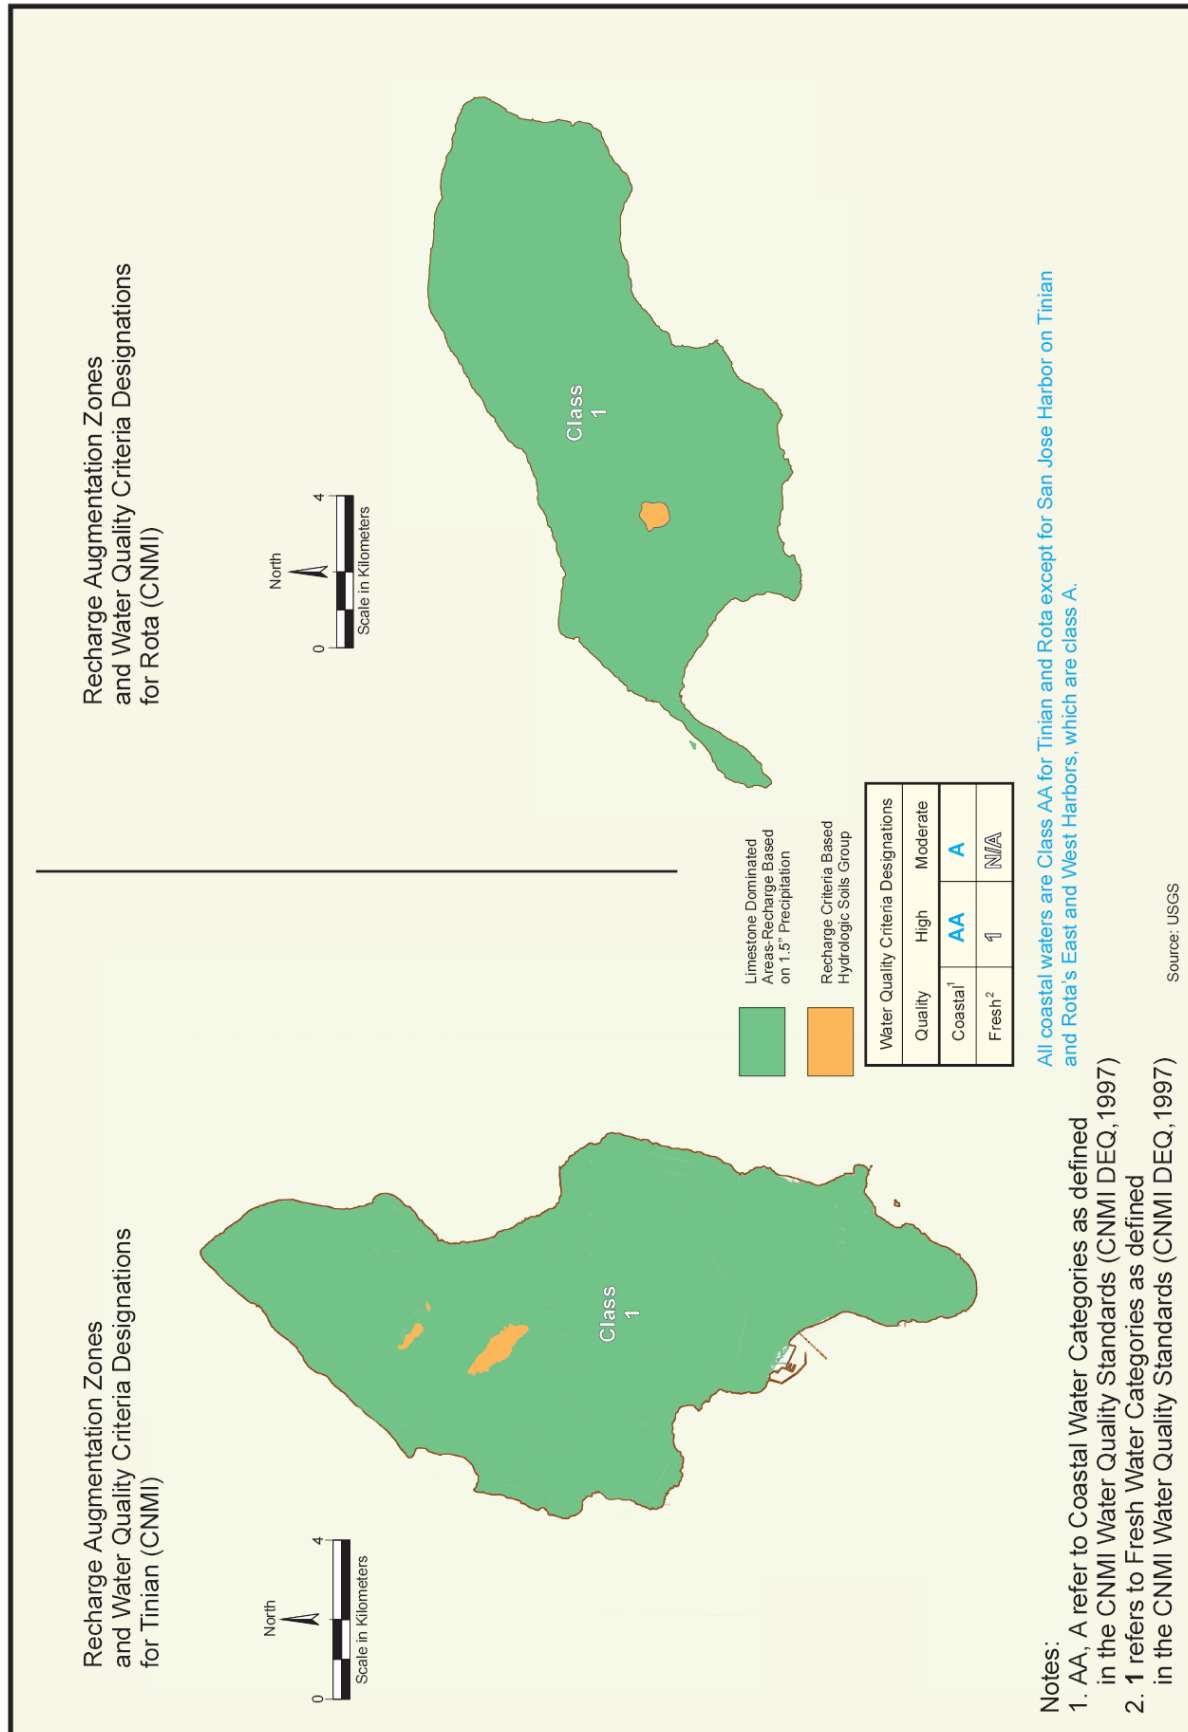 Recharge Augmentation Zones
and Water Quality Criteria Designations
for Tinian (CNMI)
North
0
4
Scale in Kilometers
Class
1
Recharge Augmentation Zones
and Water Quality Criteria Designations
for Rota (CNMI)
North
0
4
Scale in Kilometers
Class
1
Limestone Dominated
Areas-Recharge Based
on 1.5" Precipitation
Recharge Criteria Based
Hydrologic Soils Group
Water Quality Criteria Designations
Quality High Moderate
Coastal¹ AA A
Fresh² 1 N/A
All coastal waters are Class AA for Tinian and Rota except for San Jose Harbor on Tinian
and Rota's East and West Harbors, which are class A.
Notes:
1. AA, A refer to Coastal Water Categories as defined
in the CNMI Water Quality Standards (CNMI DEQ,1997)
2. 1 refers to Fresh Water Categories as defined
in the CNMI Water Quality Standards (CNMI DEQ,1997)
Source: USGS